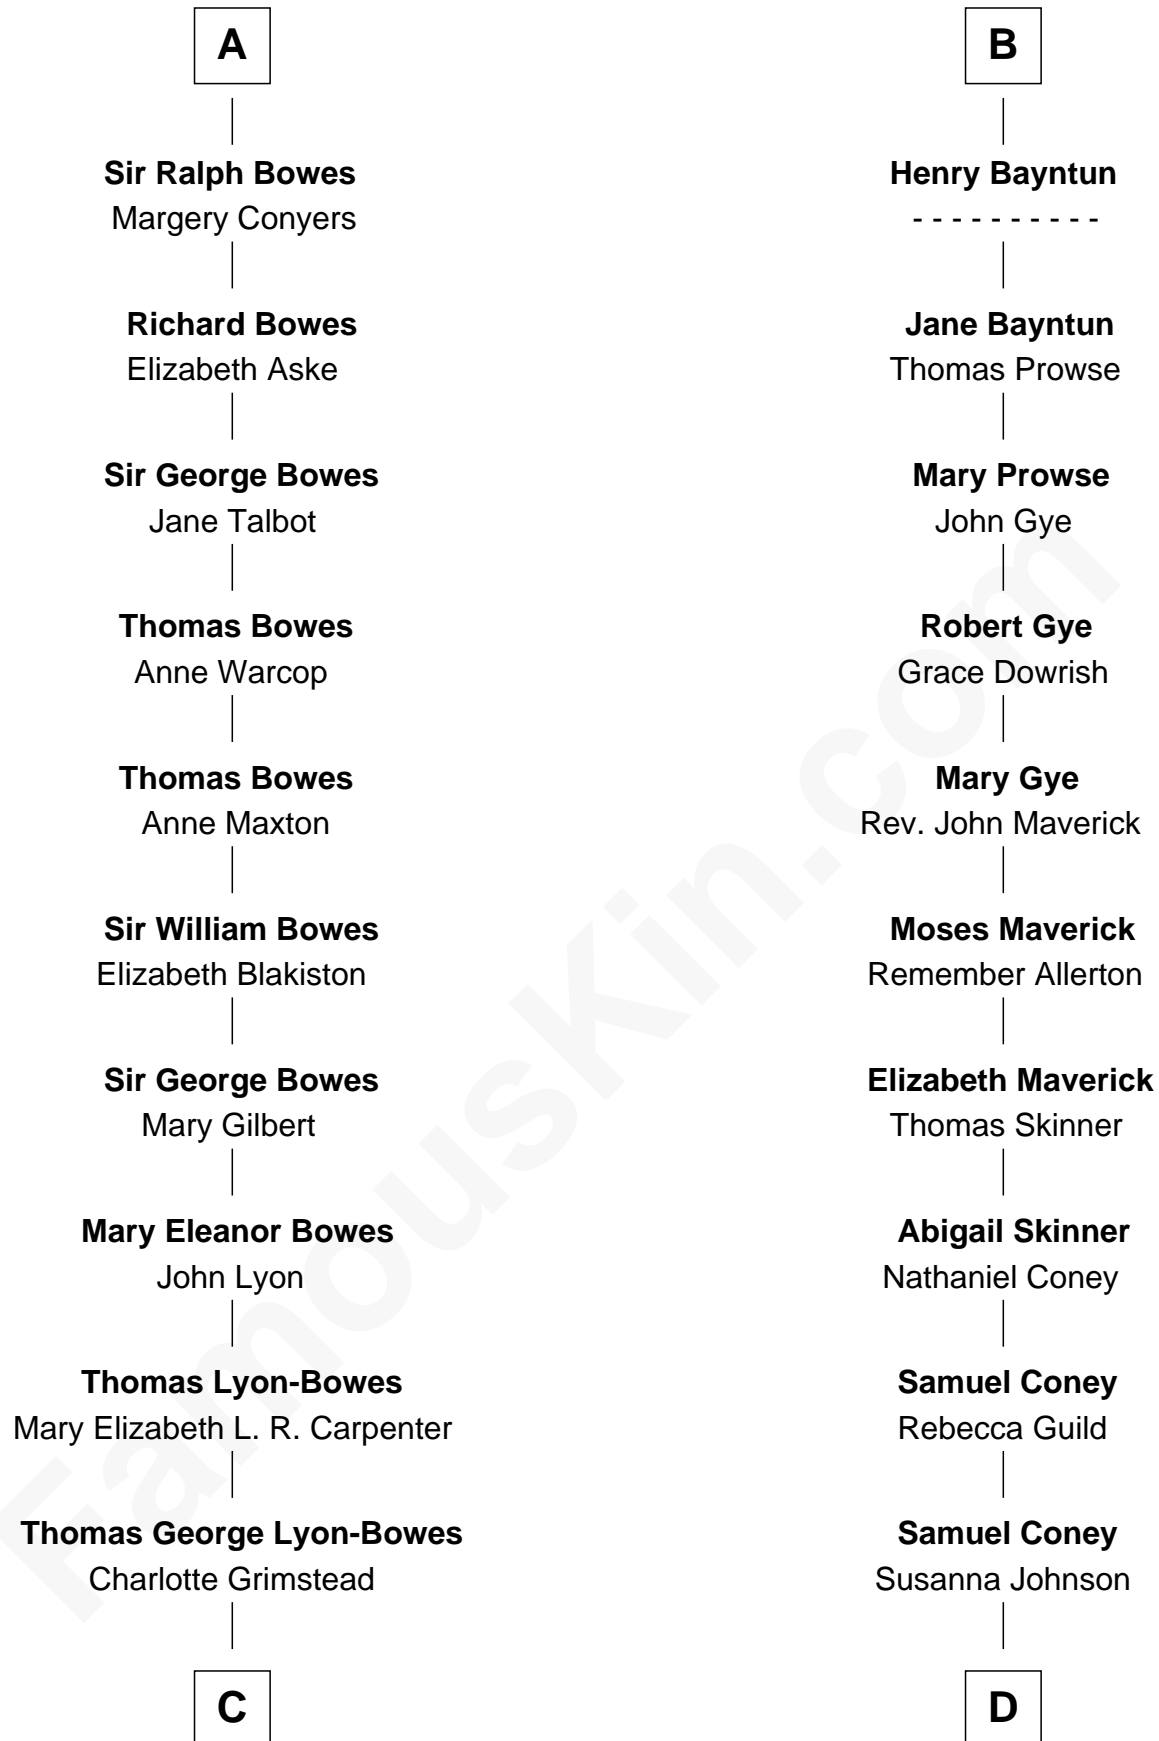 A
Sir Ralph Bowes
Margery Conyers
Richard Bowes
Elizabeth Aske
Sir George Bowes
Jane Talbot
Thomas Bowes
Anne Warcop
Thomas Bowes
Anne Maxton
Sir William Bowes
Elizabeth Blakiston
Sir George Bowes
Mary Gilbert
Mary Eleanor Bowes
John Lyon
Thomas Lyon-Bowes
Mary Elizabeth L. R. Carpenter
Thomas George Lyon-Bowes
Charlotte Grimstead
C
B
Henry Bayntun
- - - - - - - - - -
Jane Bayntun
Thomas Prowse
Mary Prowse
John Gye
Robert Gye
Grace Dowrish
Mary Gye
Rev. John Maverick
Moses Maverick
Remember Allerton
Elizabeth Maverick
Thomas Skinner
Abigail Skinner
Nathaniel Coney
Samuel Coney
Rebecca Guild
Samuel Coney
Susanna Johnson
D
FamousKin.com